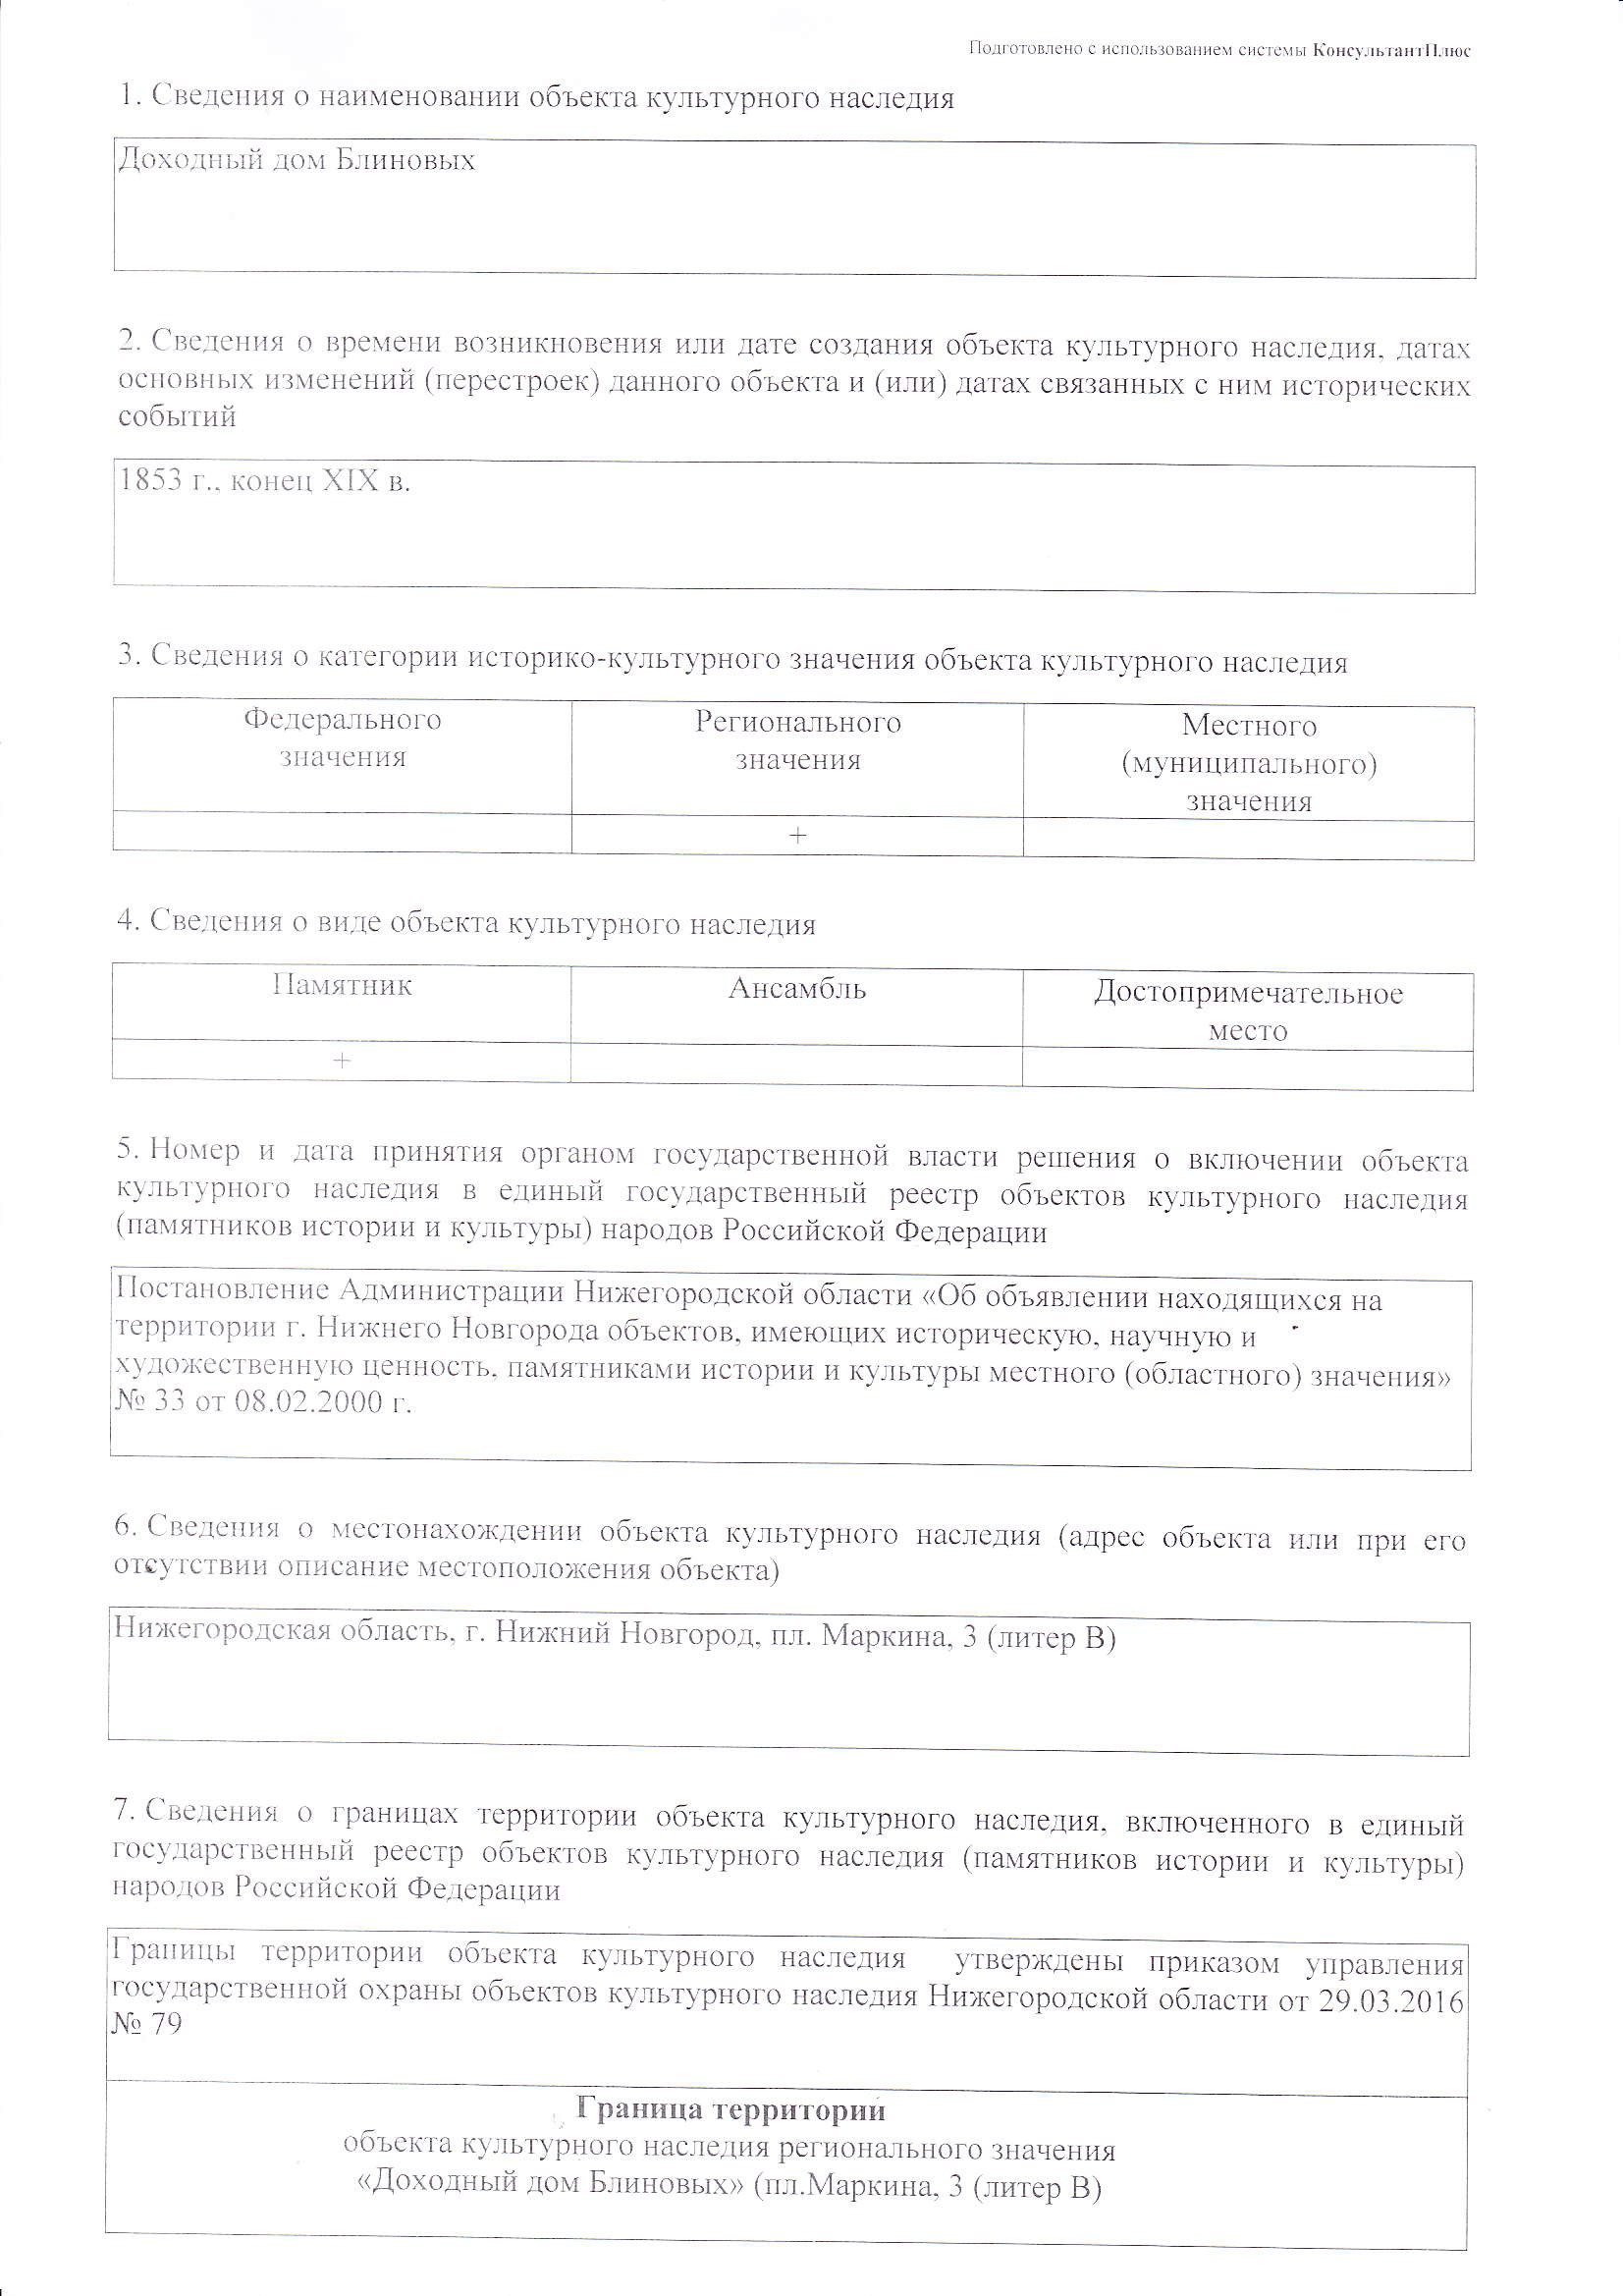 Подготовлено с использованием системы КонсультантПлюс
1. Сведения о наименовании объекта культурного наследия
Доходный дом Блиновых
2. Сведения о времени возникновения или дате создания объекта культурного наследия, датах
основных изменений (перестроек) данного объекта и (или) датах связанных с ним исторических
событий
1853 г., конец XIX в.
3. Сведения о категории историко-культурного значения объекта культурного наследия
Федерального
значения
Регионального
значения
Местного
(муниципального)
значения
+
4. Сведения о виде объекта культурного наследия
Памятник
Ансамбль
Достопримечательное
место
+
5. Номер и дата принятия органом государственной власти решения о включении объекта
культурного наследия в единый государственный реестр объектов культурного наследия
(памятников истории и культуры) народов Российской Федерации
Постановление Администрации Нижегородской области «Об объявлении находящихся на
территории г. Нижнего Новгорода объектов, имеющих историческую, научную и
художественную ценность, памятниками истории и культуры местного (областного) значения»
№ 33 от 08.02.2000 г.
6. Сведения о местонахождении объекта культурного наследия (адрес объекта или при его
отсутствии описание местоположения объекта)
Нижегородская область, г. Нижний Новгород, пл. Маркина, 3 (литер В)
7. Сведения о границах территории объекта культурного наследия, включенного в единый
государственный реестр объектов культурного наследия (памятников истории и культуры)
народов Российской Федерации
Границы территории объекта культурного наследия утверждены приказом управления
государственной охраны объектов культурного наследия Нижегородской области от 29.03.2016
№ 79
Граница территории
объекта культурного наследия регионального значения
«Доходный дом Блиновых» (пл.Маркина, 3 (литер В)